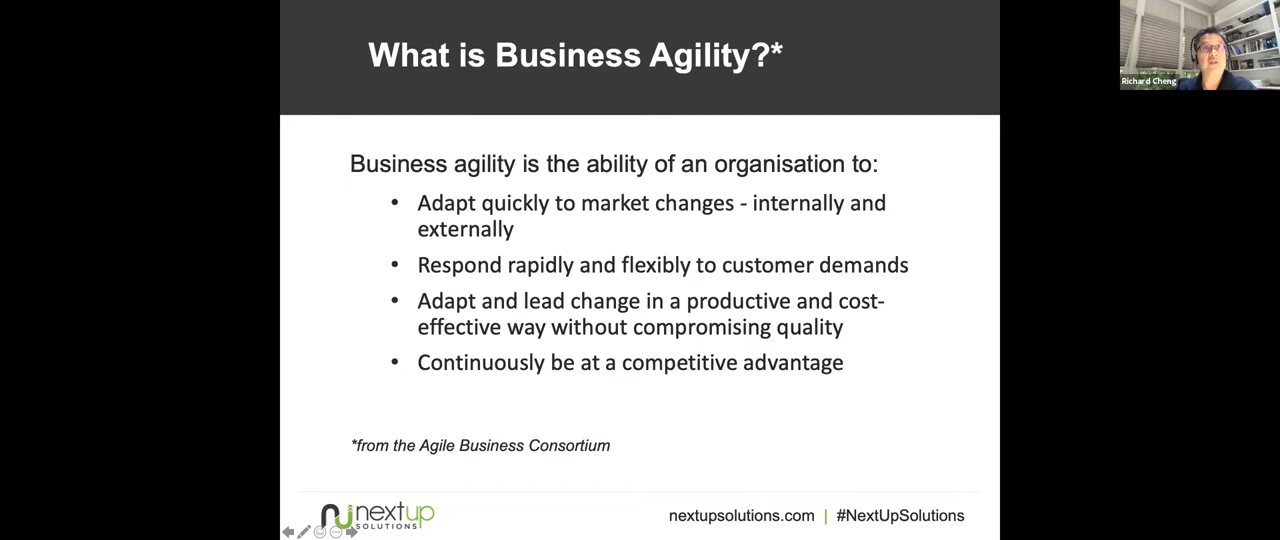 What is Business Agility?*
Richard Cheng
Business agility is the ability of an organisation to:
• Adapt quickly to market changes - internally and
externally
• Respond rapidly and flexibly to customer demands
• Adapt and lead change in a productive and cost-
effective way without compromising quality
• Continuously be at a competitive advantage
*from the Agile Business Consortium
nextup
SOLUTIONS
nextupsolutions.com | #NextUpSolutions